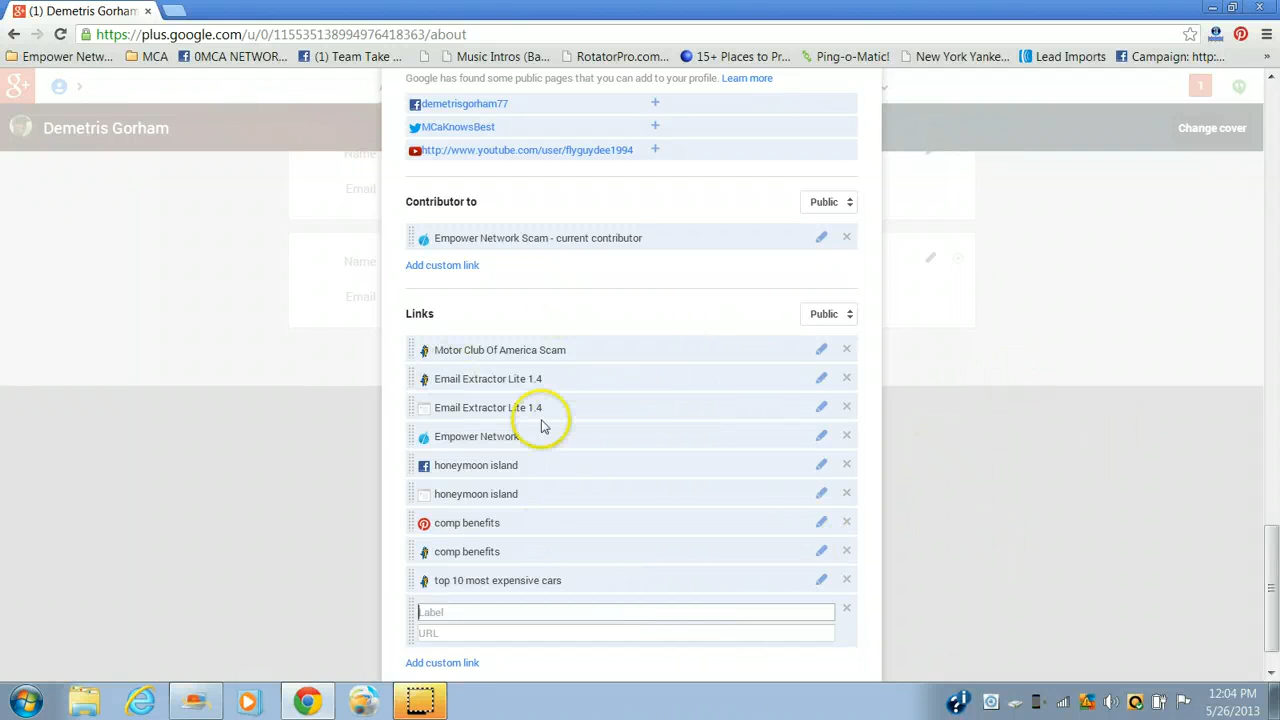 (1) Demetris Gorham
https://plus.google.com/u/0/115535138994976418363/about
Empower Netw... MCA 0MCA NETWOR... (1) Team Take ... Music Intros (Ba... RotatorPro.com... 15+ Places to Pr... Ping-o-Matic! New York Yanke... Lead Imports Campaign: http:...
Google has found some public pages that you can add to your profile. Learn more
demetrisgorham77
1
Demetris Gorham
Change cover
MCaKnowsBest
http://www.youtube.com/user/flyguydee1994
Name
Email
Contributor to
Public
Empower Network Scam - current contributor
Name
Add custom link
Email
Links
Public
Motor Club Of America Scam
Email Extractor Lite 1.4
Email Extractor Lite 1.4
Empower Network
honeymoon island
honeymoon island
comp benefits
comp benefits
top 10 most expensive cars
Label
URL
Add custom link
12:04 PM
5/26/2013